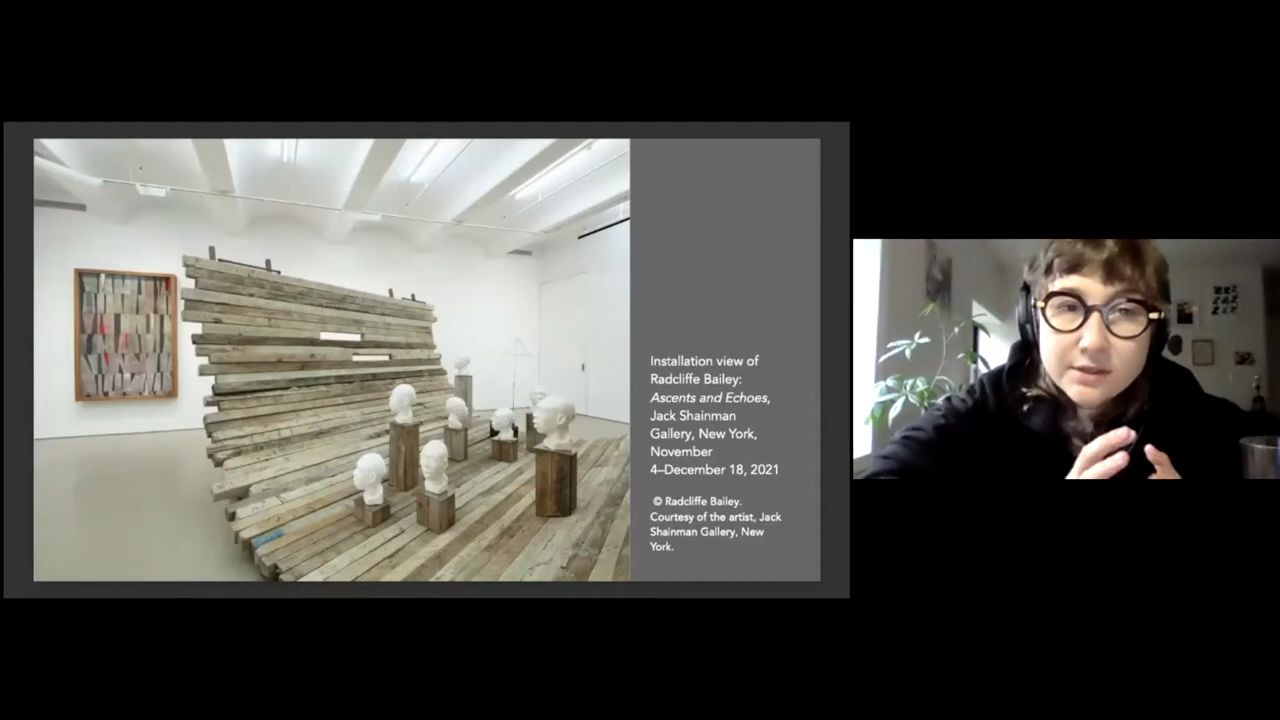 Installation view of
Radcliffe Bailey:
Ascents and Echoes,
Jack Shainman
Gallery, New York,
November
4–December 18, 2021
© Radcliffe Bailey.
Courtesy of the artist, Jack
Shainman Gallery, New
York.